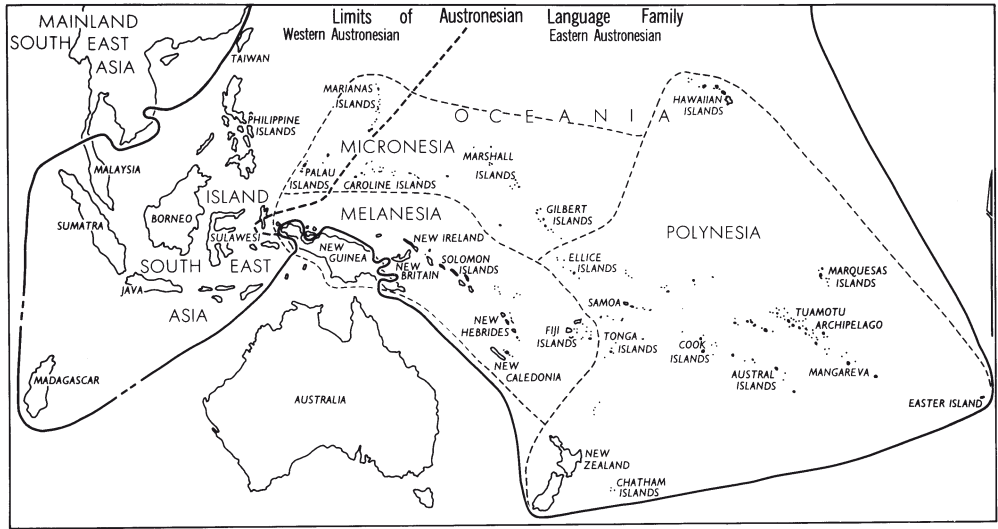 Limits of Austronesian Language Family
Western Austronesian
Eastern Austronesian
MAINLAND
SOUTH EAST
ASIA
TAIWAN
PHILIPPINE
ISLANDS
MARIANAS
ISLANDS
OCEANIA
HAWAIIAN
ISLANDS
MICRONESIA
MARSHALL
ISLANDS
PALAU
ISLANDS
CAROLINE ISLANDS
MALAYSIA
SUMATRA
BORNEO
ISLAND
SOUTH EAST
ASIA
SULAWESI
JAVA
MELANESIA
NEW
GUINEA
NEW IRELAND
NEW
BRITAIN
SOLOMON
ISLANDS
GILBERT
ISLANDS
POLYNESIA
ELLICE
ISLANDS
MARQUESAS
ISLANDS
SAMOA
TUAMOTU
ARCHIPELAGO
NEW
HEBRIDES
FIJI
ISLANDS
TONGA
ISLANDS
COOK
ISLANDS
NEW
CALEDONIA
AUSTRAL
ISLANDS
MANGAREVA
MADAGASCAR
AUSTRALIA
EASTER ISLAND
NEW
ZEALAND
CHATHAM
ISLANDS